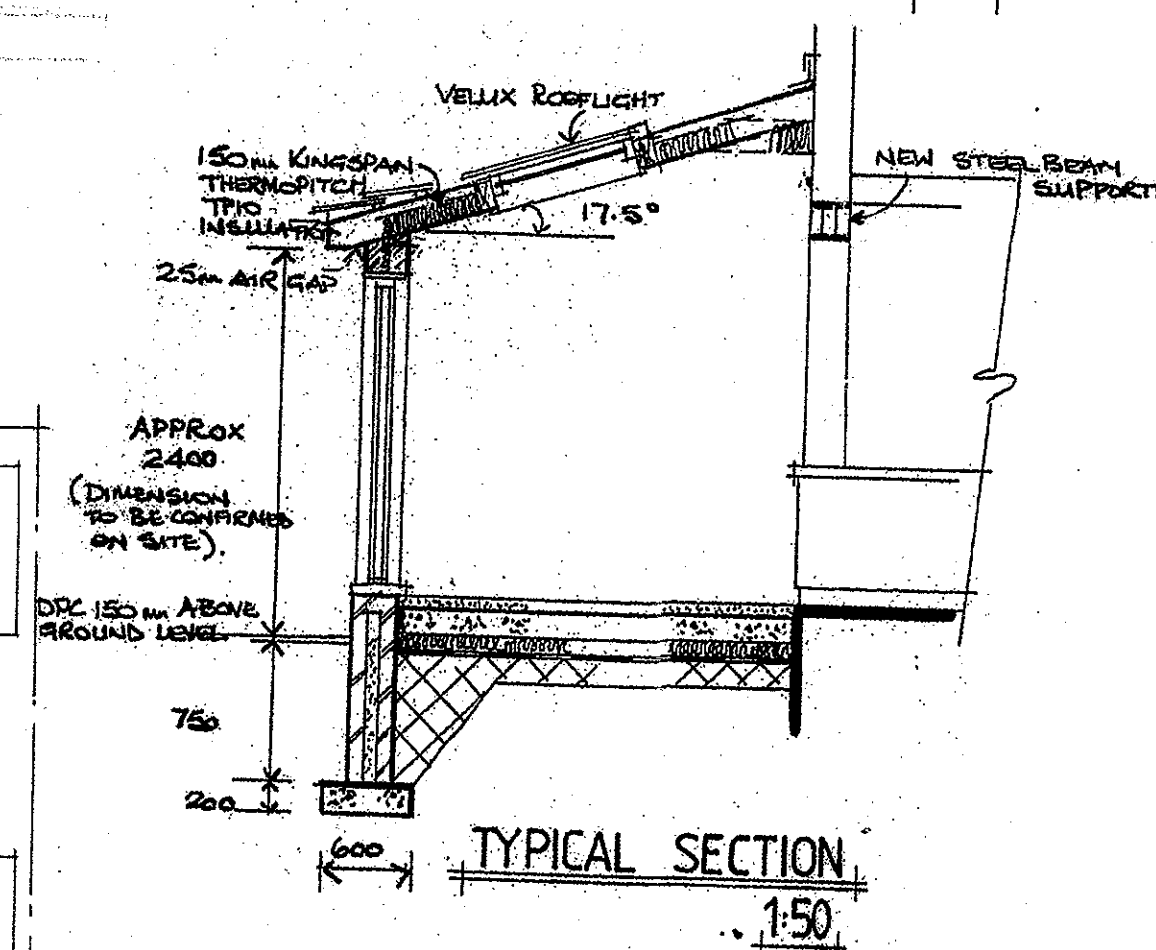 VELUX ROOFLIGHT
150mm KINGSPAN
THERMOPITCH
TP10
INSULATION
25mm AIR GAP
17.5°
NEW STEEL BEAM
SUPPORT
APPROX
2400
(DIMENSION
TO BE CONFIRMED
ON SITE).
DPC 150mm ABOVE
GROUND LEVEL
750
200
600
TYPICAL SECTION
1:50